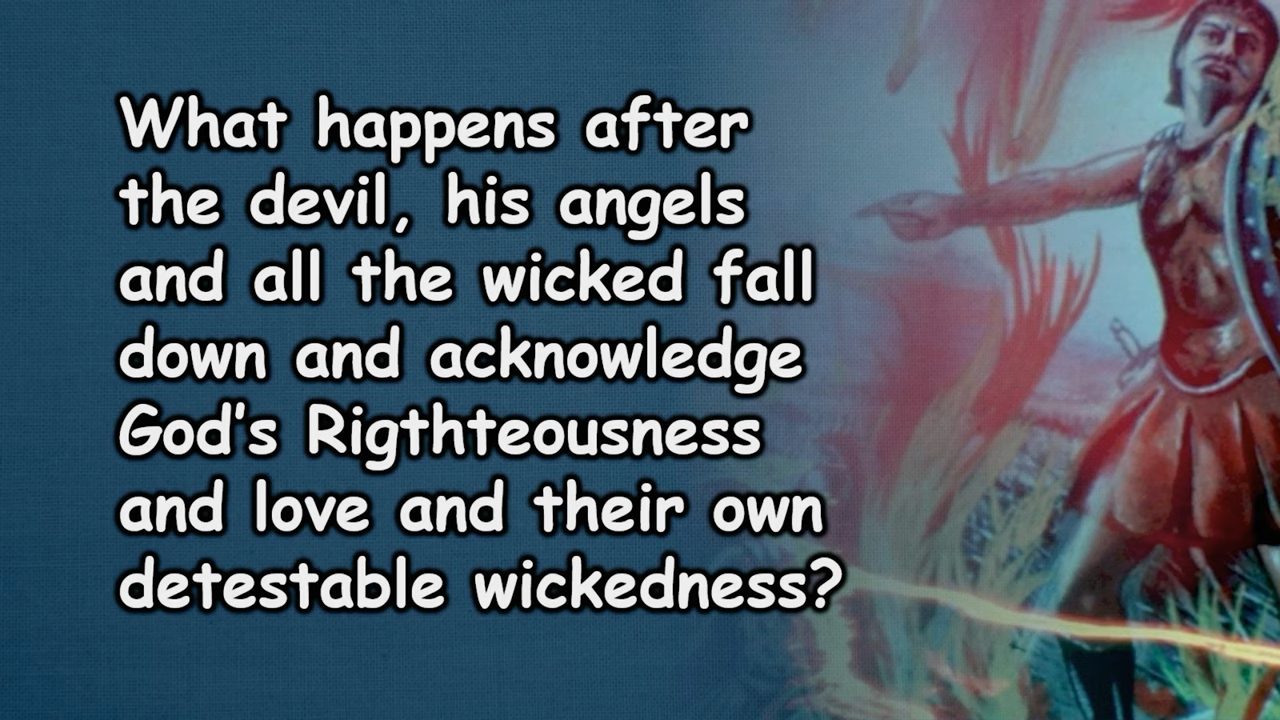 What happens after
the devil, his angels
and all the wicked fall
down and acknowledge
God's Rigthteousness
and love and their own
detestable wickedness?